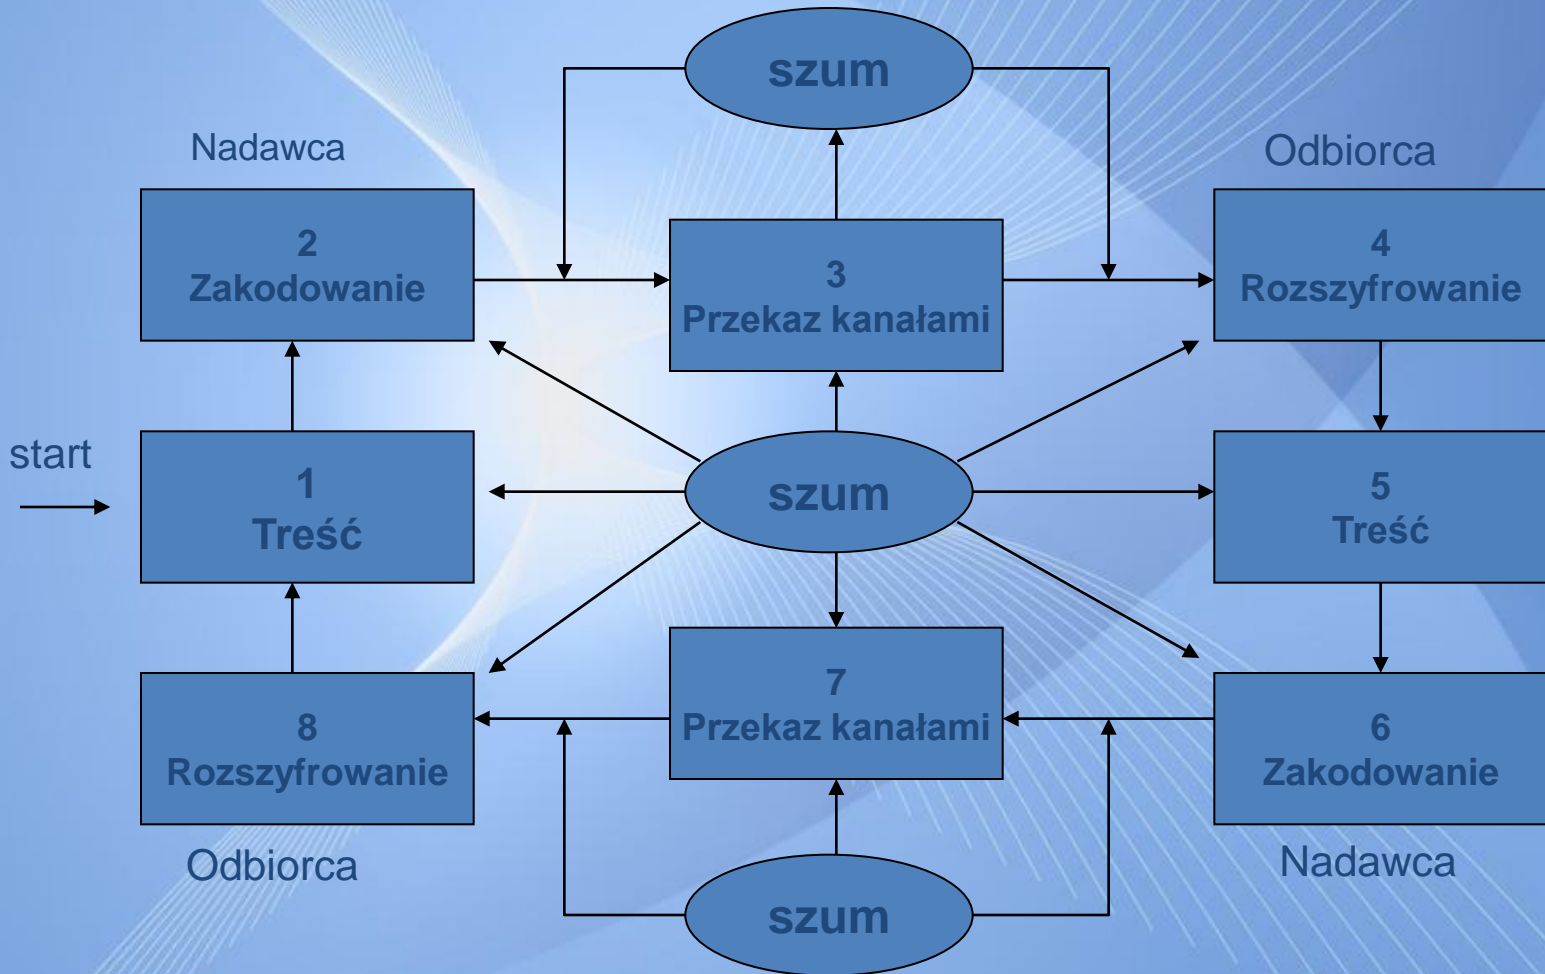 szum
Nadawca
Odbiorca
2
Zakodowanie
3
Przekaz kanałami
4
Rozszyfrowanie
start
1
Treść
szum
5
Treść
8
Rozszyfrowanie
7
Przekaz kanałami
6
Zakodowanie
Odbiorca
Nadawca
szum